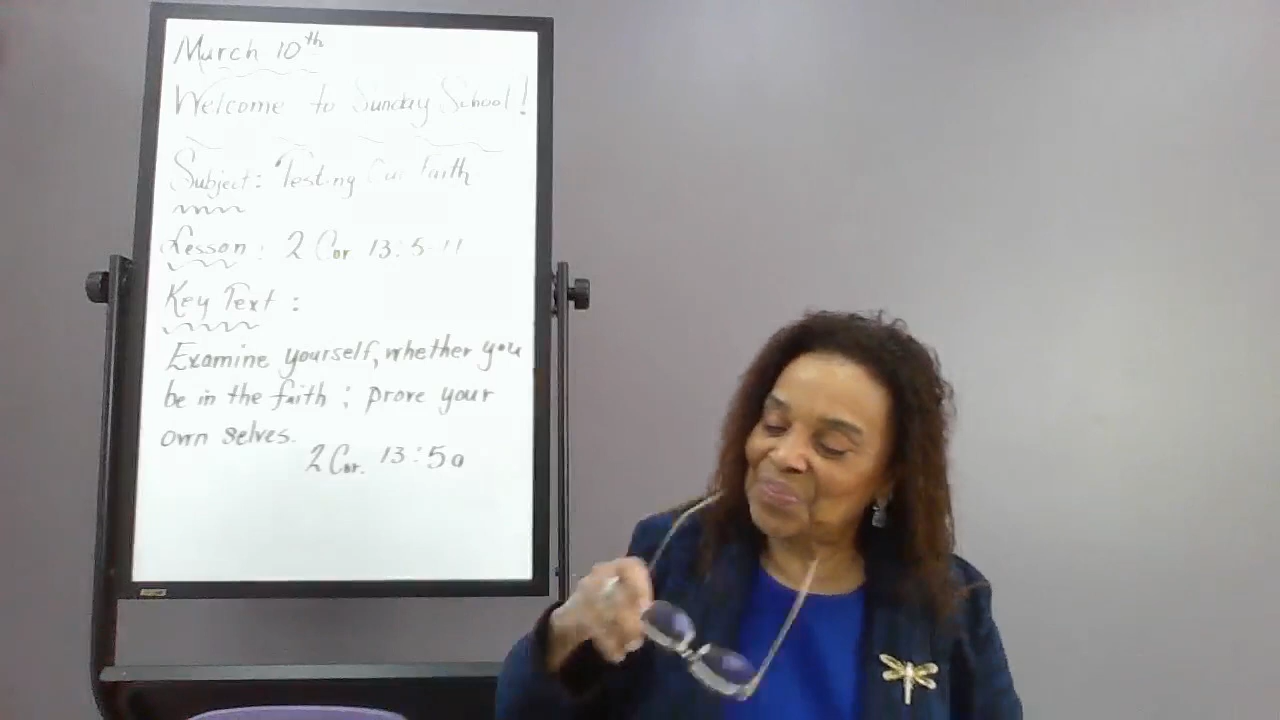 March 10th
Welcome to Sunday School!
Subject: Testing Our Faith
Lesson: 2 Cor 13:5-11
Key Text:
Examine yourself, whether you
be in the faith; prove your
own selves.
2 Cor. 13:5a